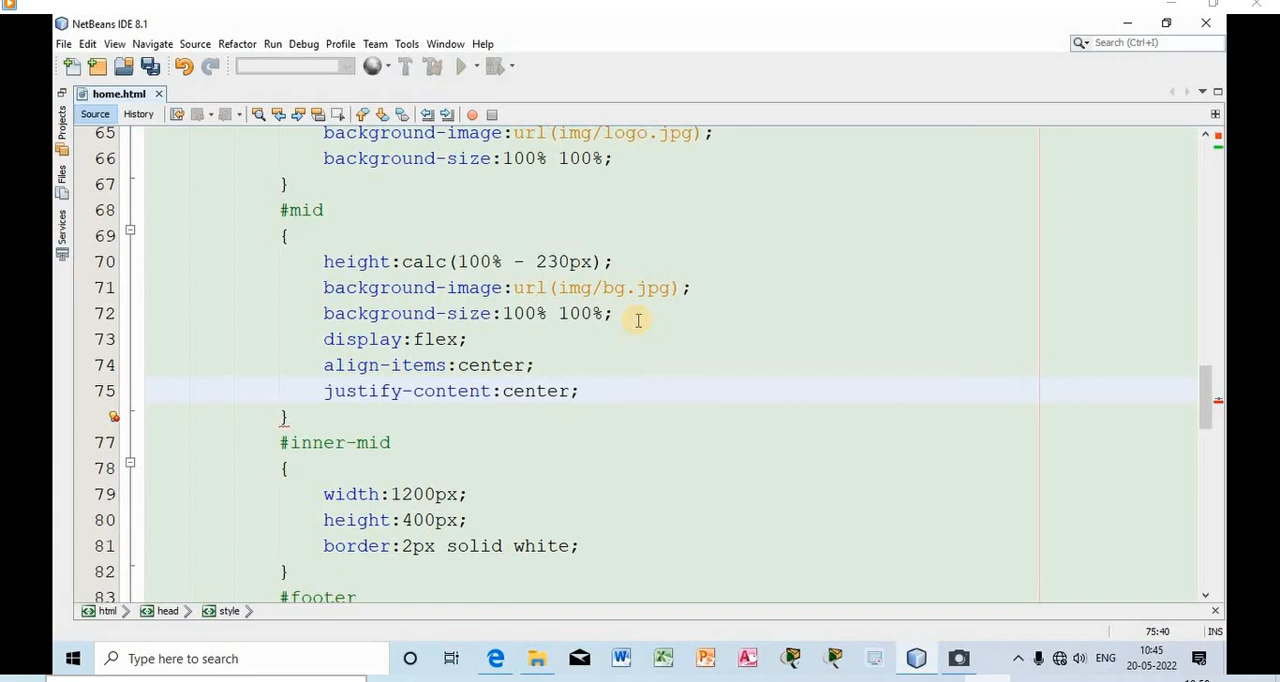 NetBeans IDE 8.1
File Edit View Navigate Source Refactor Run Debug Profile Team Tools Window Help
Search (Ctrl+I)
home.html
Source History
Projects
Files
Services
65 background-image:url(img/logo.jpg);
66 background-size:100% 100%;
67 }
68 #mid
69 {
70 height:calc(100% - 230px);
71 background-image:url(img/bg.jpg);
72 background-size:100% 100%;
73 display:flex;
74 align-items:center;
75 justify-content:center;
}
77 #inner-mid
78 {
79 width:1200px;
80 height:400px;
81 border:2px solid white;
82 }
83 #footer
html head style
75:40 INS
Type here to search
ENG
10:45
20-05-2022